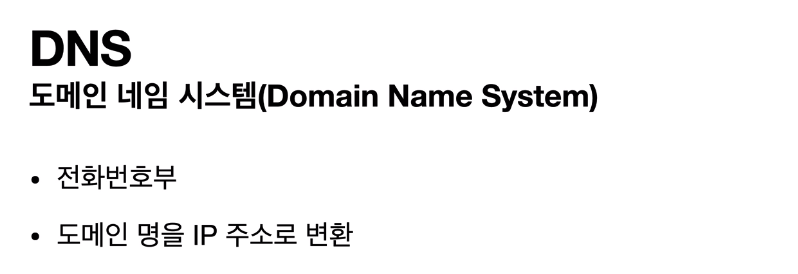 DNS
도메인 네임 시스템(Domain Name System)
• 전화번호부
• 도메인 명을 IP 주소로 변환